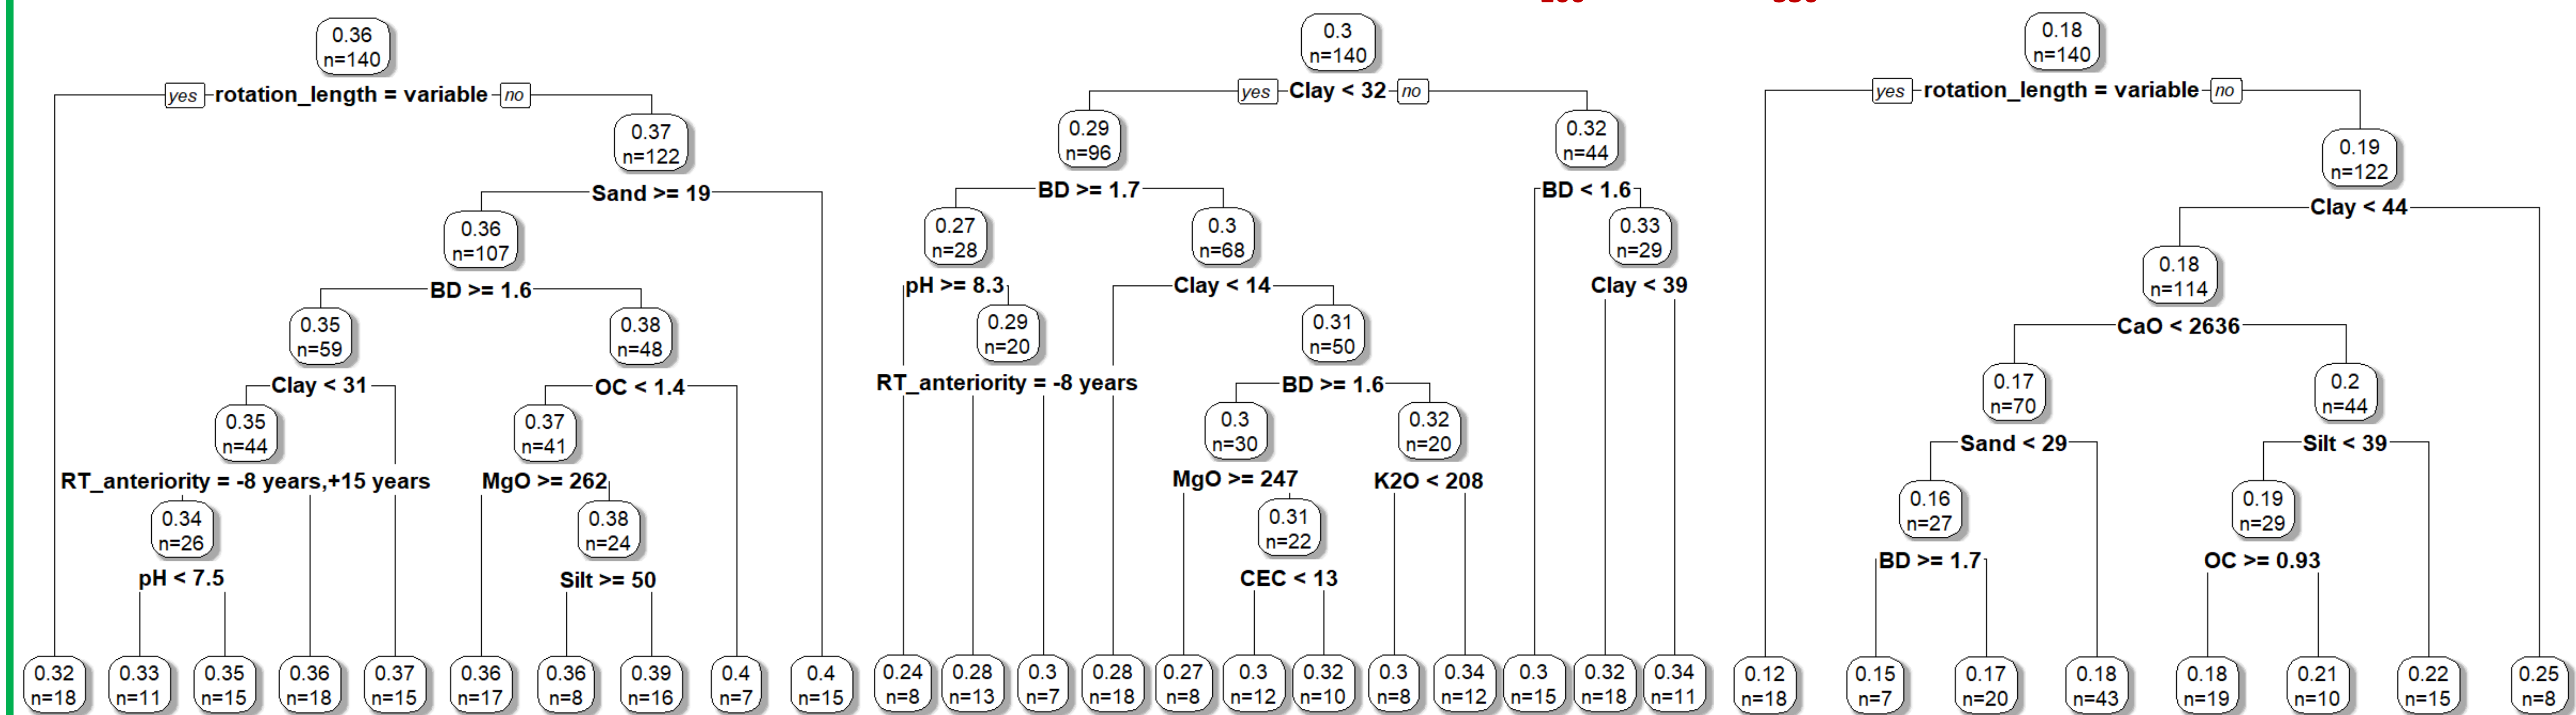 0.36
n=140
yes rotation_length = variable no
0.37
n=122
Sand >= 19
0.36
n=107
BD >= 1.6
0.35
n=59
0.38
n=48
Clay < 31
OC < 1.4
0.35
n=44
0.37
n=41
RT_anteriority = -8 years,+15 years
MgO >= 262
0.34
n=26
0.38
n=24
pH < 7.5
Silt >= 50
0.32
n=18
0.33
n=11
0.35
n=15
0.36
n=18
0.37
n=15
0.36
n=17
0.36
n=8
0.39
n=16
0.4
n=7
0.4
n=15
0.3
n=140
yes Clay < 32 no
0.29
n=96
0.32
n=44
BD >= 1.7
BD < 1.6
0.27
n=28
0.3
n=68
0.33
n=29
pH >= 8.3
Clay < 14
Clay < 39
0.29
n=20
0.31
n=50
RT_anteriority = -8 years
BD >= 1.6
0.3
n=30
0.32
n=20
MgO >= 247
K2O < 208
0.31
n=22
CEC < 13
0.24
n=8
0.28
n=13
0.3
n=7
0.28
n=18
0.27
n=8
0.3
n=12
0.32
n=10
0.3
n=8
0.34
n=12
0.3
n=15
0.32
n=18
0.34
n=11
0.18
n=140
yes rotation_length = variable no
0.19
n=122
Clay < 44
0.18
n=114
CaO < 2636
0.17
n=70
0.2
n=44
Sand < 29
Silt < 39
0.16
n=27
0.19
n=29
BD >= 1.7
OC >= 0.93
0.12
n=18
0.15
n=7
0.17
n=20
0.18
n=43
0.18
n=19
0.21
n=10
0.22
n=15
0.25
n=8